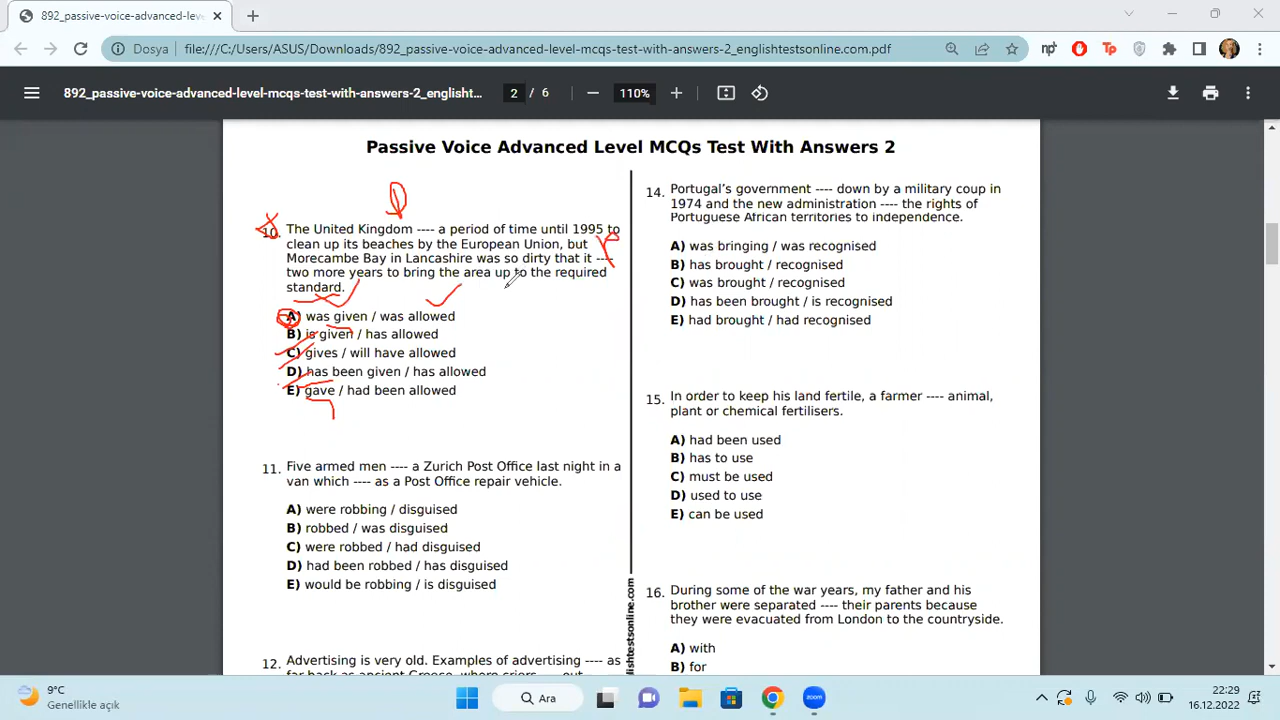 892_passive-voice-advanced-lev
Dosya
file:///C:/Users/ASUS/Downloads/892_passive-voice-advanced-level-mcqs-test-with-answers-2_englishtestsonline.com.pdf
892_passive-voice-advanced-level-mcqs-test-with-answers-2_englisht...
2 / 6
110%
Passive Voice Advanced Level MCQs Test With Answers 2
10. The United Kingdom ---- a period of time until 1995 to
clean up its beaches by the European Union, but
Morecambe Bay in Lancashire was so dirty that it ----
two more years to bring the area up to the required
standard.
A) was given / was allowed
B) is given / has allowed
C) gives / will have allowed
D) has been given / has allowed
E) gave / had been allowed
11. Five armed men ---- a Zurich Post Office last night in a
van which ---- as a Post Office repair vehicle.
A) were robbing / disguised
B) robbed / was disguised
C) were robbed / had disguised
D) had been robbed / has disguised
E) would be robbing / is disguised
12. Advertising is very old. Examples of advertising ---- as
far back as ancient Greece, where criers ---- out
14. Portugal's government ---- down by a military coup in
1974 and the new administration ---- the rights of
Portuguese African territories to independence.
A) was bringing / was recognised
B) has brought / recognised
C) was brought / recognised
D) has been brought / is recognised
E) had brought / had recognised
15. In order to keep his land fertile, a farmer ---- animal,
plant or chemical fertilisers.
A) had been used
B) has to use
C) must be used
D) used to use
E) can be used
16. During some of the war years, my father and his
brother were separated ---- their parents because
they were evacuated from London to the countryside.
A) with
B) for
lishtestsonline.com
9°C
Genellikle açık
Ara
22:29
16.12.2022